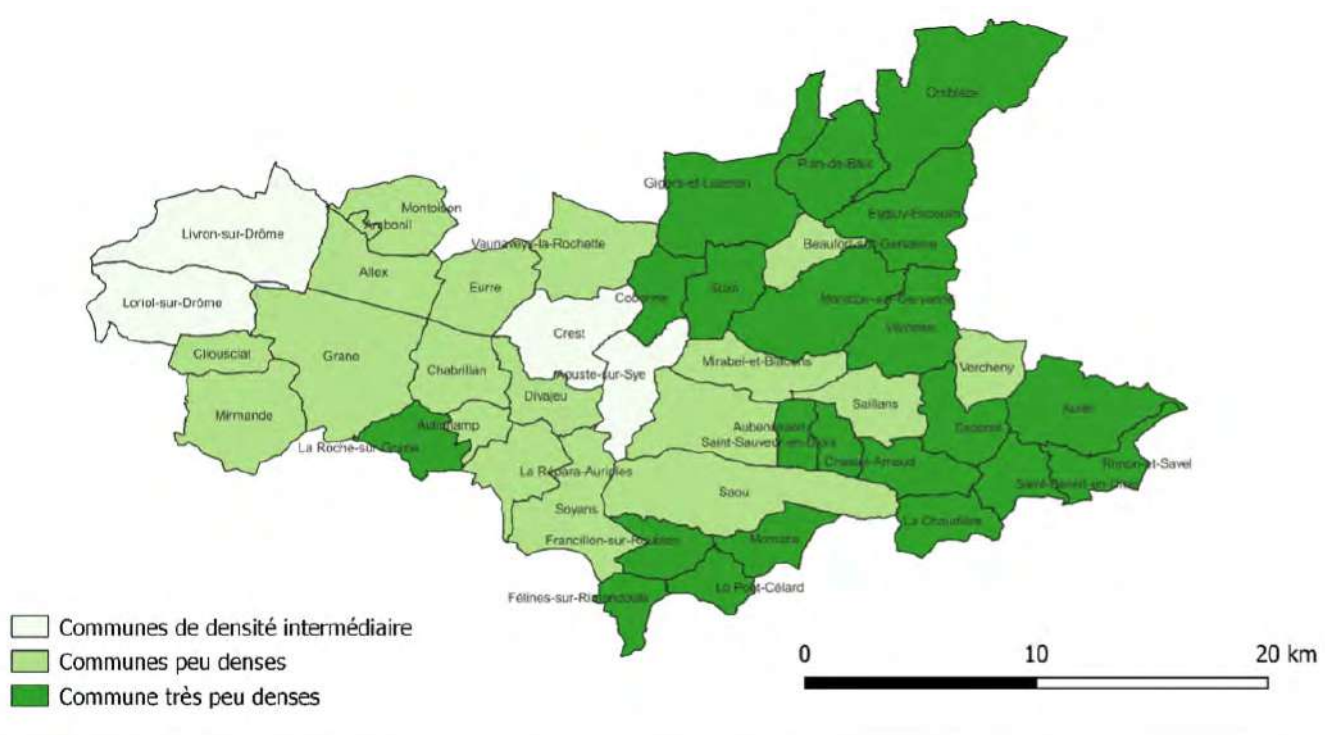 Omblèze
Plan-de-Baix
Gigors-et-Lozeron
Montoison
Ambonil
Livron-sur-Drôme
Vaunaveys-la-Rochette
Beaufort-sur-Gervanne
Allex
Eurre
Suze
Cobonne
Loriol-sur-Drôme
Montclar-sur-Gervanne
Véronne
Crest
Cliousclat
Grane
Mirabel-et-Blacons
Vercheny
Chabrillan
Aouste-sur-Sye
Divajeu
Saillans
Mirmande
Aurel
Autichamp
Aubenasson
Espenel
Saint-Sauveur-en-Diois
La Roche-sur-Grane
Chastel-Arnaud
Rimon-et-Savel
La Répara-Auriples
Saint-Benoit-en-Diois
Saou
Soyans
La Chaudière
Francillon-sur-Roubion
Mornans
Le Poët-Célard
Félines-sur-Rimandoule
Communes de densité intermédiaire
Communes peu denses
Commune très peu denses
0 10 20 km